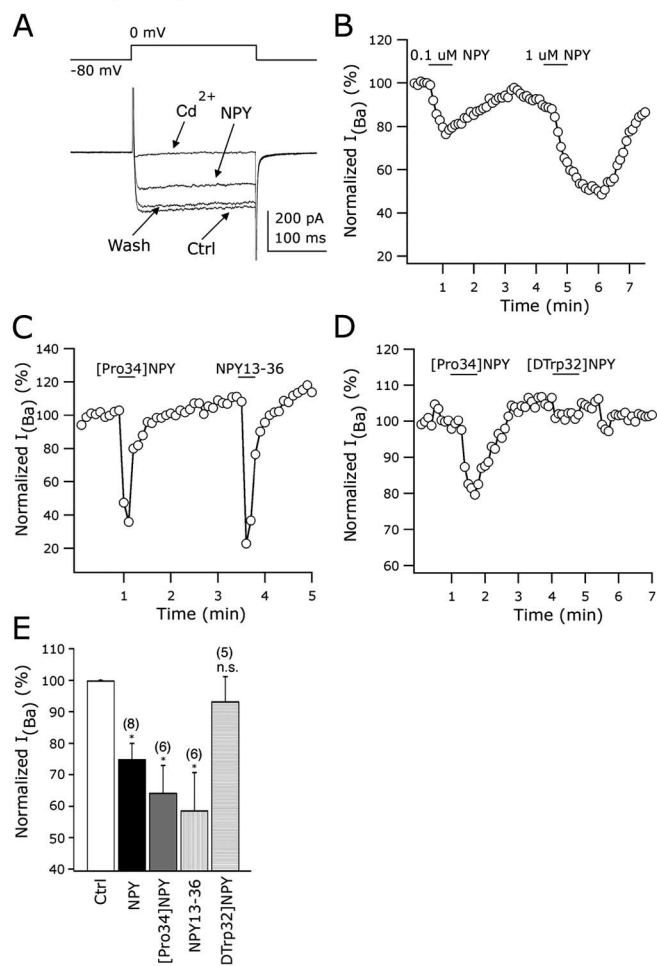 A
0 mV
-80 mV
Cd 2+
NPY
Wash
Ctrl
200 pA
100 ms
B
120
100
80
60
40
20
Normalized I(Ba) (%)
0.1 uM NPY
1 uM NPY
1 2 3 4 5 6 7
Time (min)
C
140
120
100
80
60
40
20
Normalized I(Ba) (%)
[Pro34]NPY
NPY13-36
1 2 3 4 5
Time (min)
D
120
110
100
90
80
70
60
Normalized I(Ba) (%)
[Pro34]NPY
[DTrp32]NPY
1 2 3 4 5 6 7
Time (min)
E
110
100
90
80
70
60
50
40
Normalized I(Ba) (%)
(8)
*
(6)
*
(6)
*
(5)
n.s.
Ctrl
NPY
[Pro34]NPY
NPY13-36
DTrp32]NPY